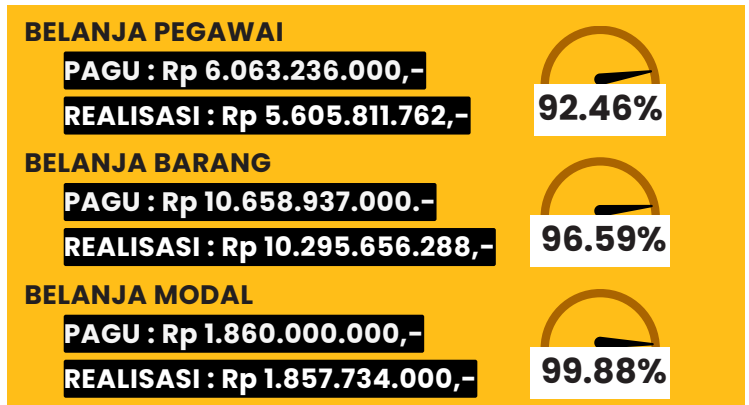 BELANJA PEGAWAI
PAGU : Rp 6.063.236.000,-
REALISASI : Rp 5.605.811.762,-
92.46%
BELANJA BARANG
PAGU : Rp 10.658.937.000.-
REALISASI : Rp 10.295.656.288,-
96.59%
BELANJA MODAL
PAGU : Rp 1.860.000.000,-
REALISASI : Rp 1.857.734.000,-
99.88%